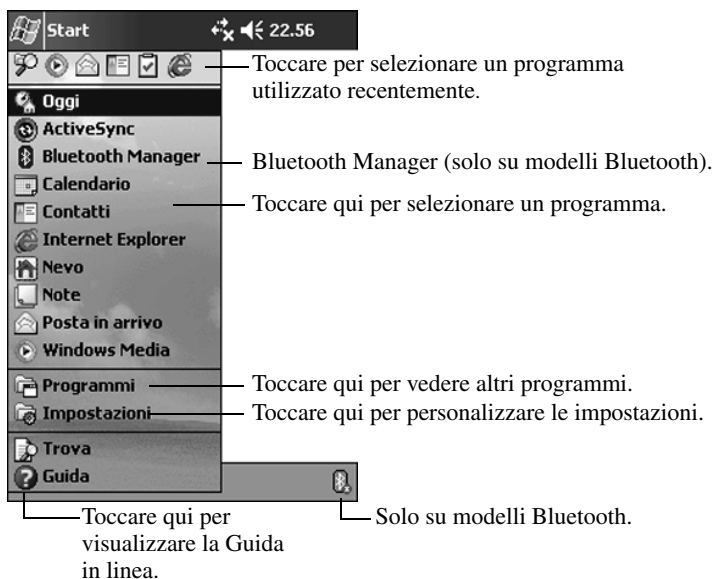 Start 22.56
Toccare per selezionare un programma
utilizzato recentemente.
Oggi
ActiveSync
Bluetooth Manager
Bluetooth Manager (solo su modelli Bluetooth).
Calendario
Toccare qui per selezionare un programma.
Contatti
Internet Explorer
Nevo
Note
Posta in arrivo
Windows Media
Programmi
Toccare qui per vedere altri programmi.
Impostazioni
Toccare qui per personalizzare le impostazioni.
Trova
Guida
Toccare qui per
visualizzare la Guida
in linea.
Solo su modelli Bluetooth.